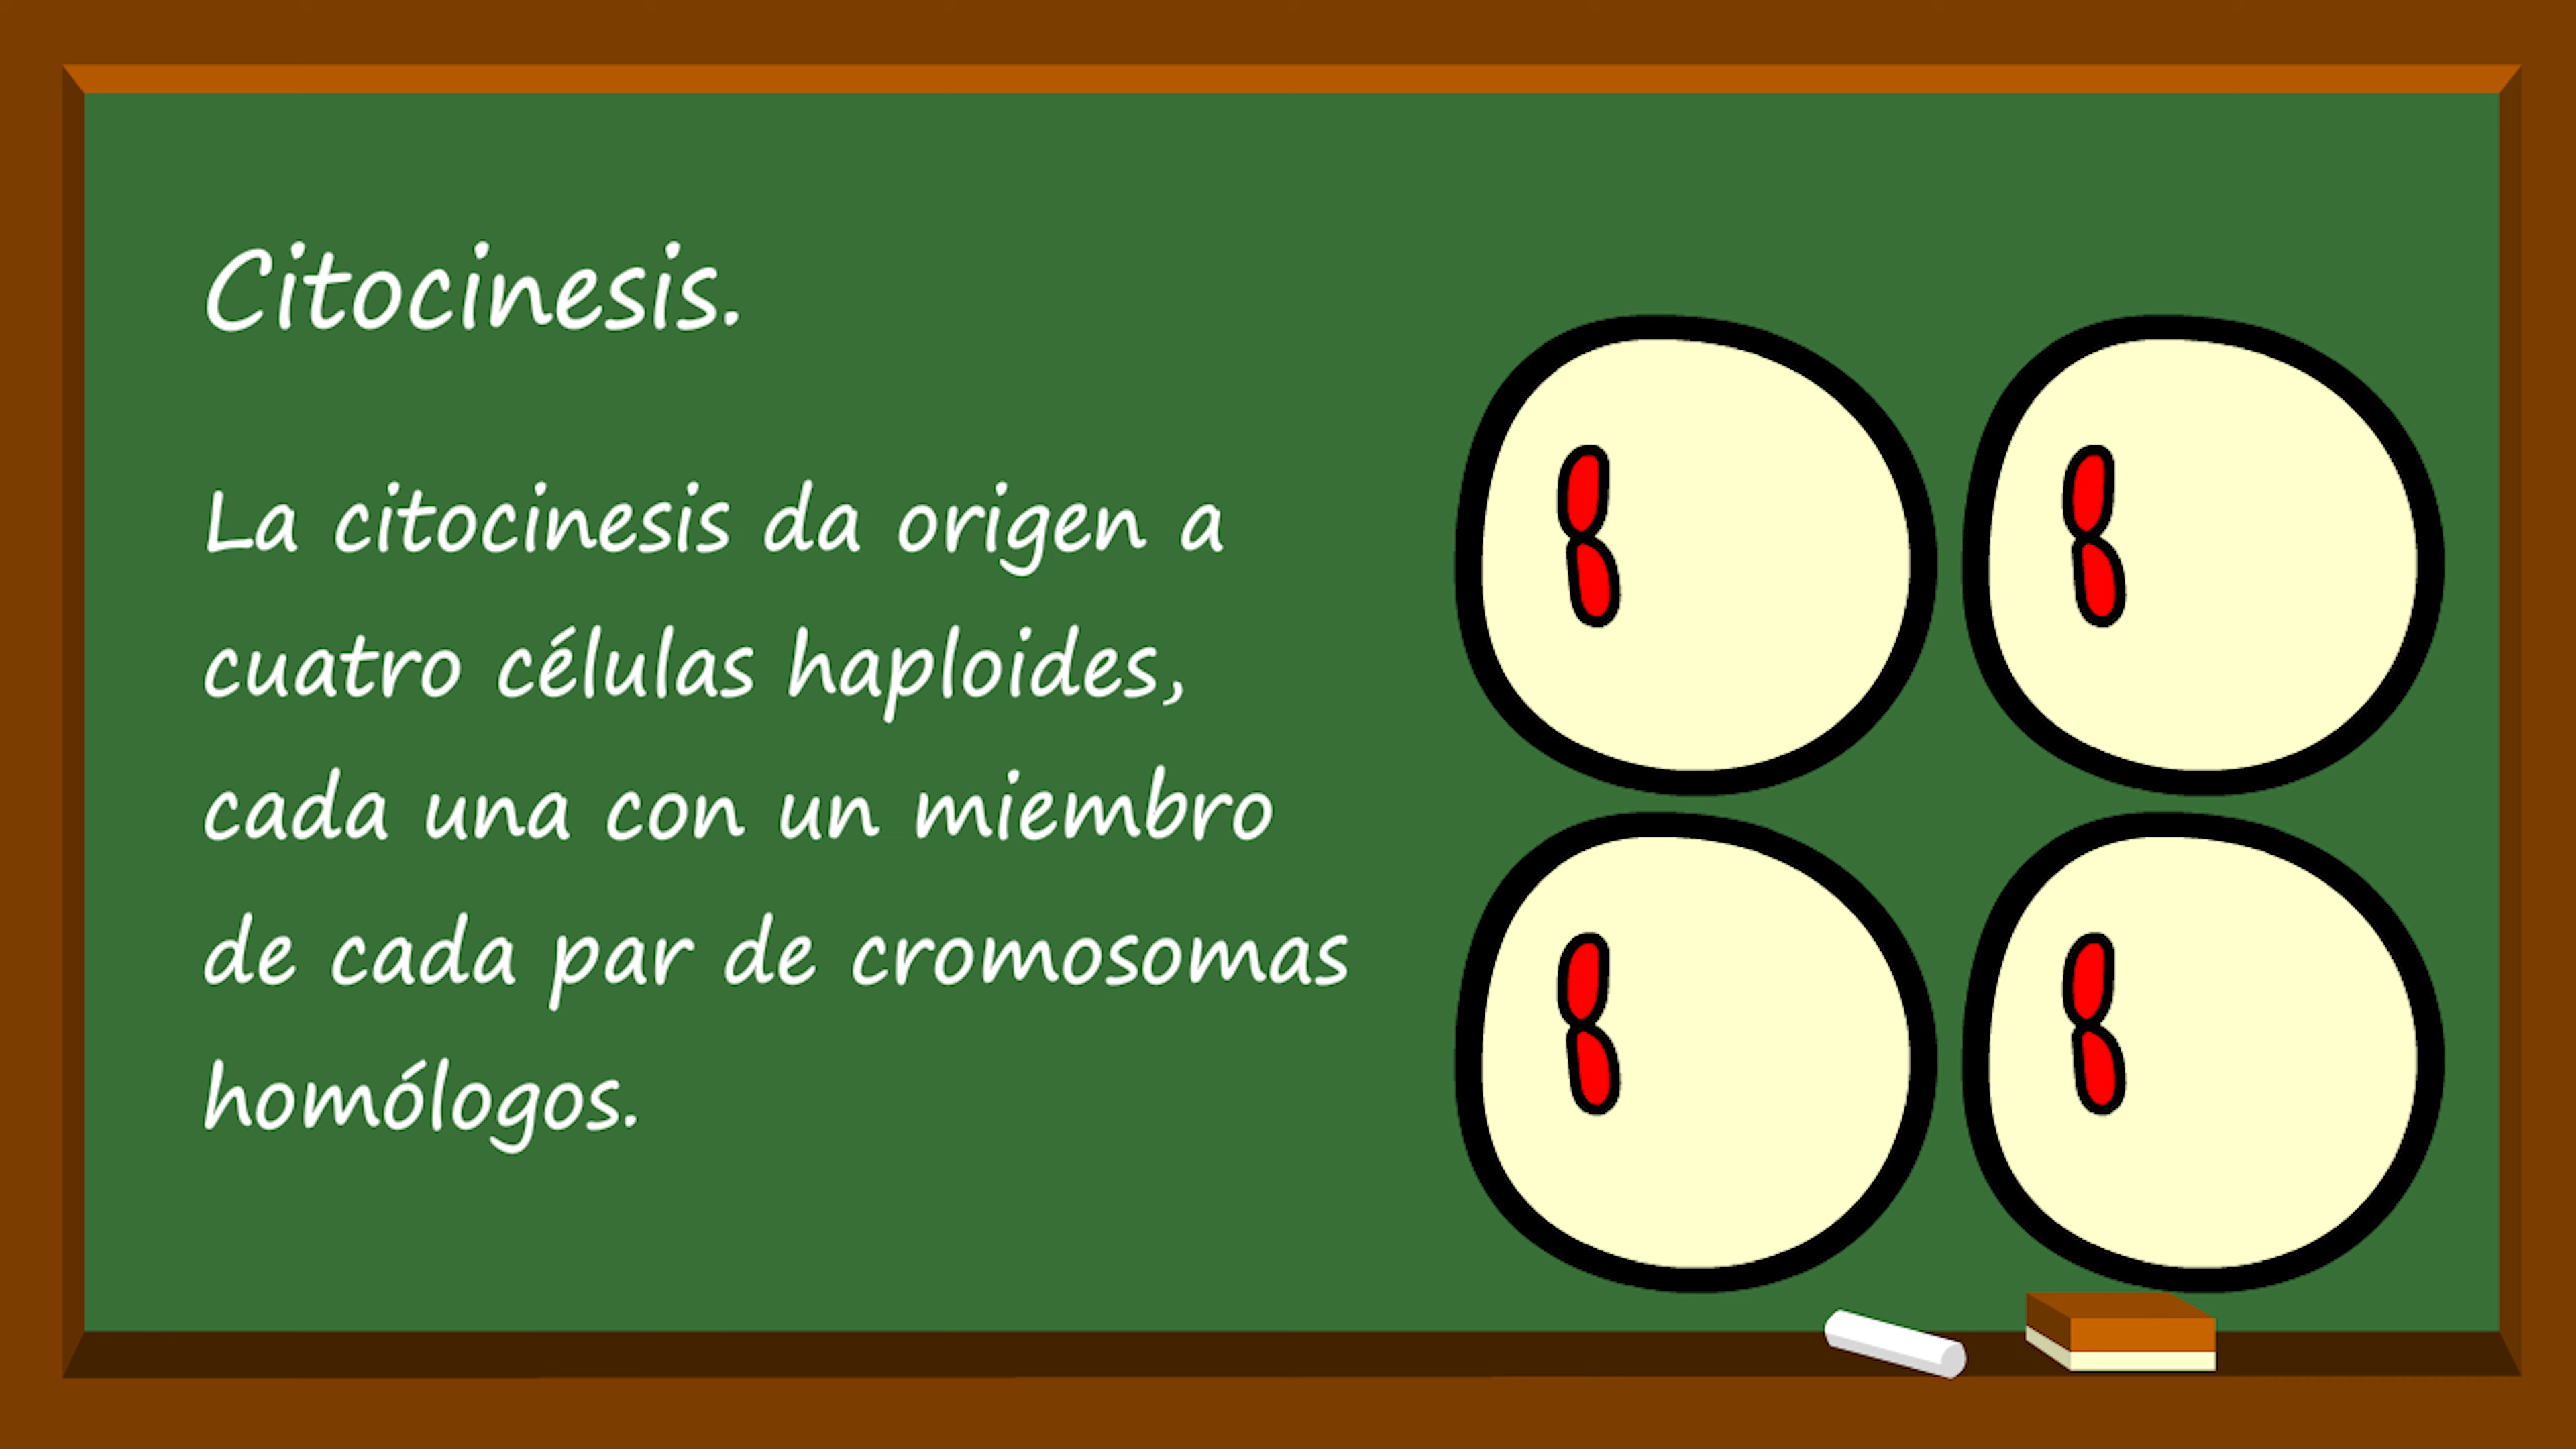 Citocinesis.
La citocinesis da origen a
cuatro células haploides,
cada una con un miembro
de cada par de cromosomas
homólogos.